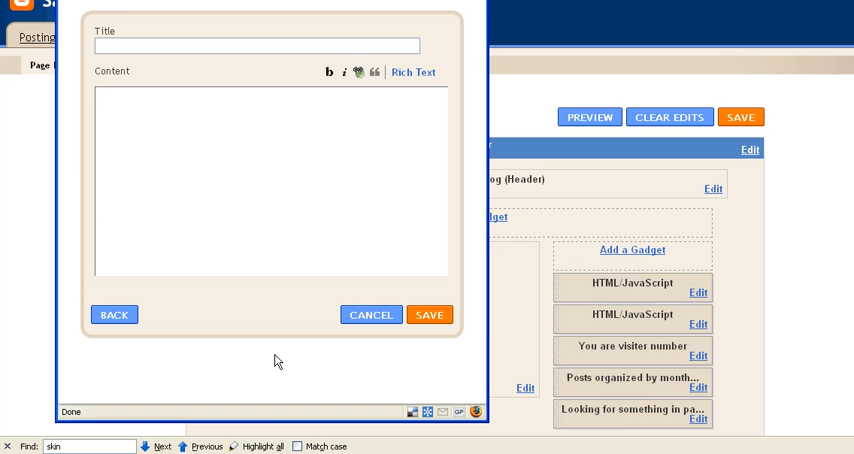 Posting
Page
Title
Content
b i Rich Text
BACK CANCEL SAVE
Done
GP
PREVIEW CLEAR EDITS SAVE
Edit
og (Header)
Edit
dget
Add a Gadget
HTML/JavaScript
Edit
HTML/JavaScript
Edit
You are visiter number
Edit
Posts organized by month...
Edit
Looking for something in pa...
Edit
Edit
Find: skin Next Previous Highlight all Match case